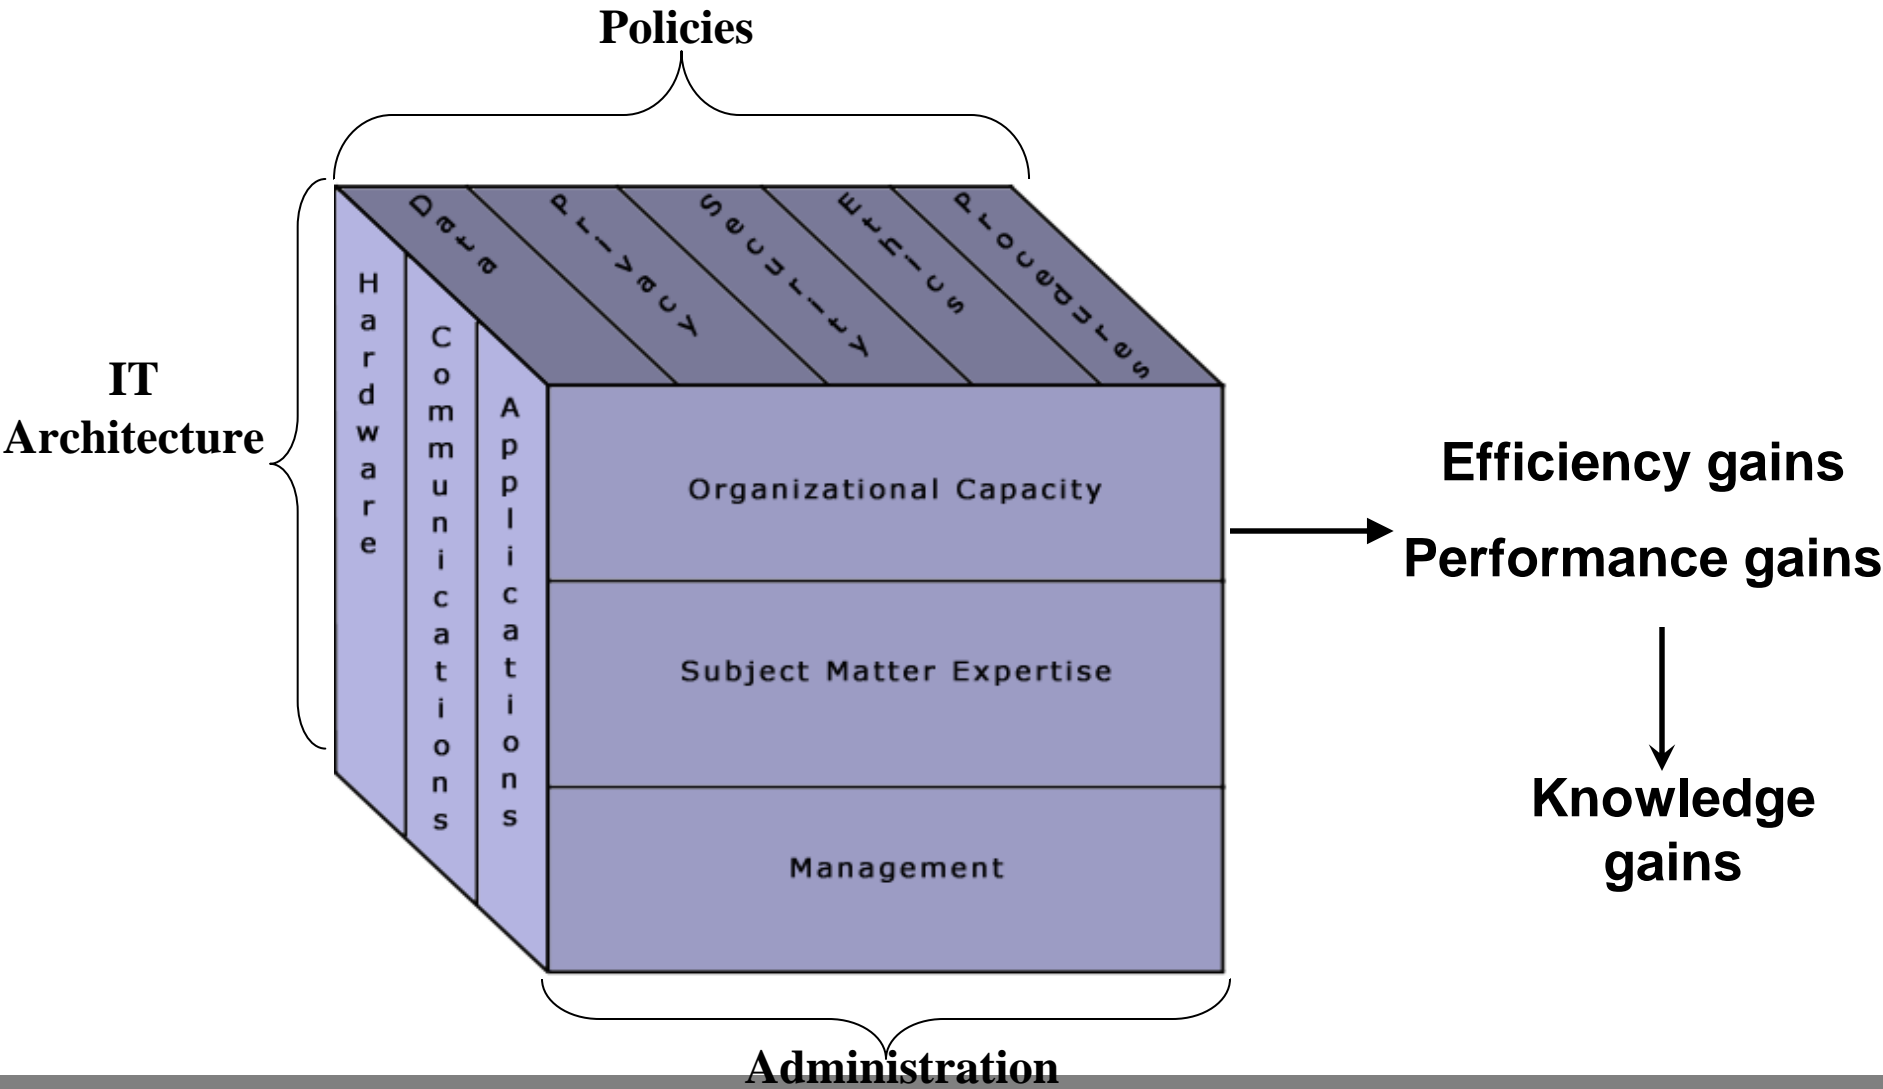 Policies
Data
Privacy
Security
Ethics
Procedures
IT
Architecture
Hardware
Communications
Applications
Organizational Capacity
Subject Matter Expertise
Management
Administration
Efficiency gains
Performance gains
Knowledge
gains